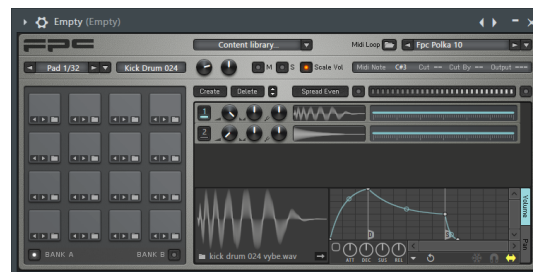 Empty (Empty)
FPC
Content library...
Midi Loop
Fpc Polka 10
Pad 1/32
Kick Drum 024
M
S
Scale Vol
Midi Note C#3 Cut -- Cut By -- Output ---
Create
Delete
Spread Even
1
2
kick drum 024 vybe.wav
D
S
ATT DEC SUS REL
Volume
Pan
BANK A
BANK B